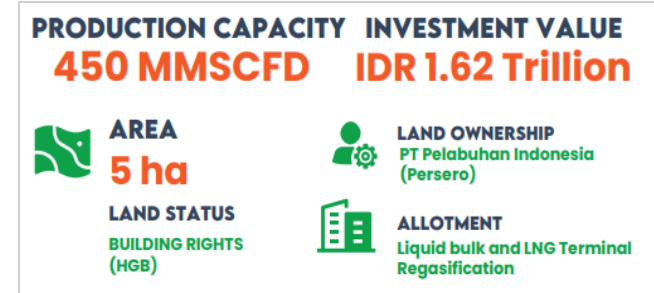 PRODUCTION CAPACITY
450 MMSCFD
INVESTMENT VALUE
IDR 1.62 Trillion
AREA
5 ha
LAND STATUS
BUILDING RIGHTS
(HGB)
LAND OWNERSHIP
PT Pelabuhan Indonesia
(Persero)
ALLOTMENT
Liquid bulk and LNG Terminal
Regasification